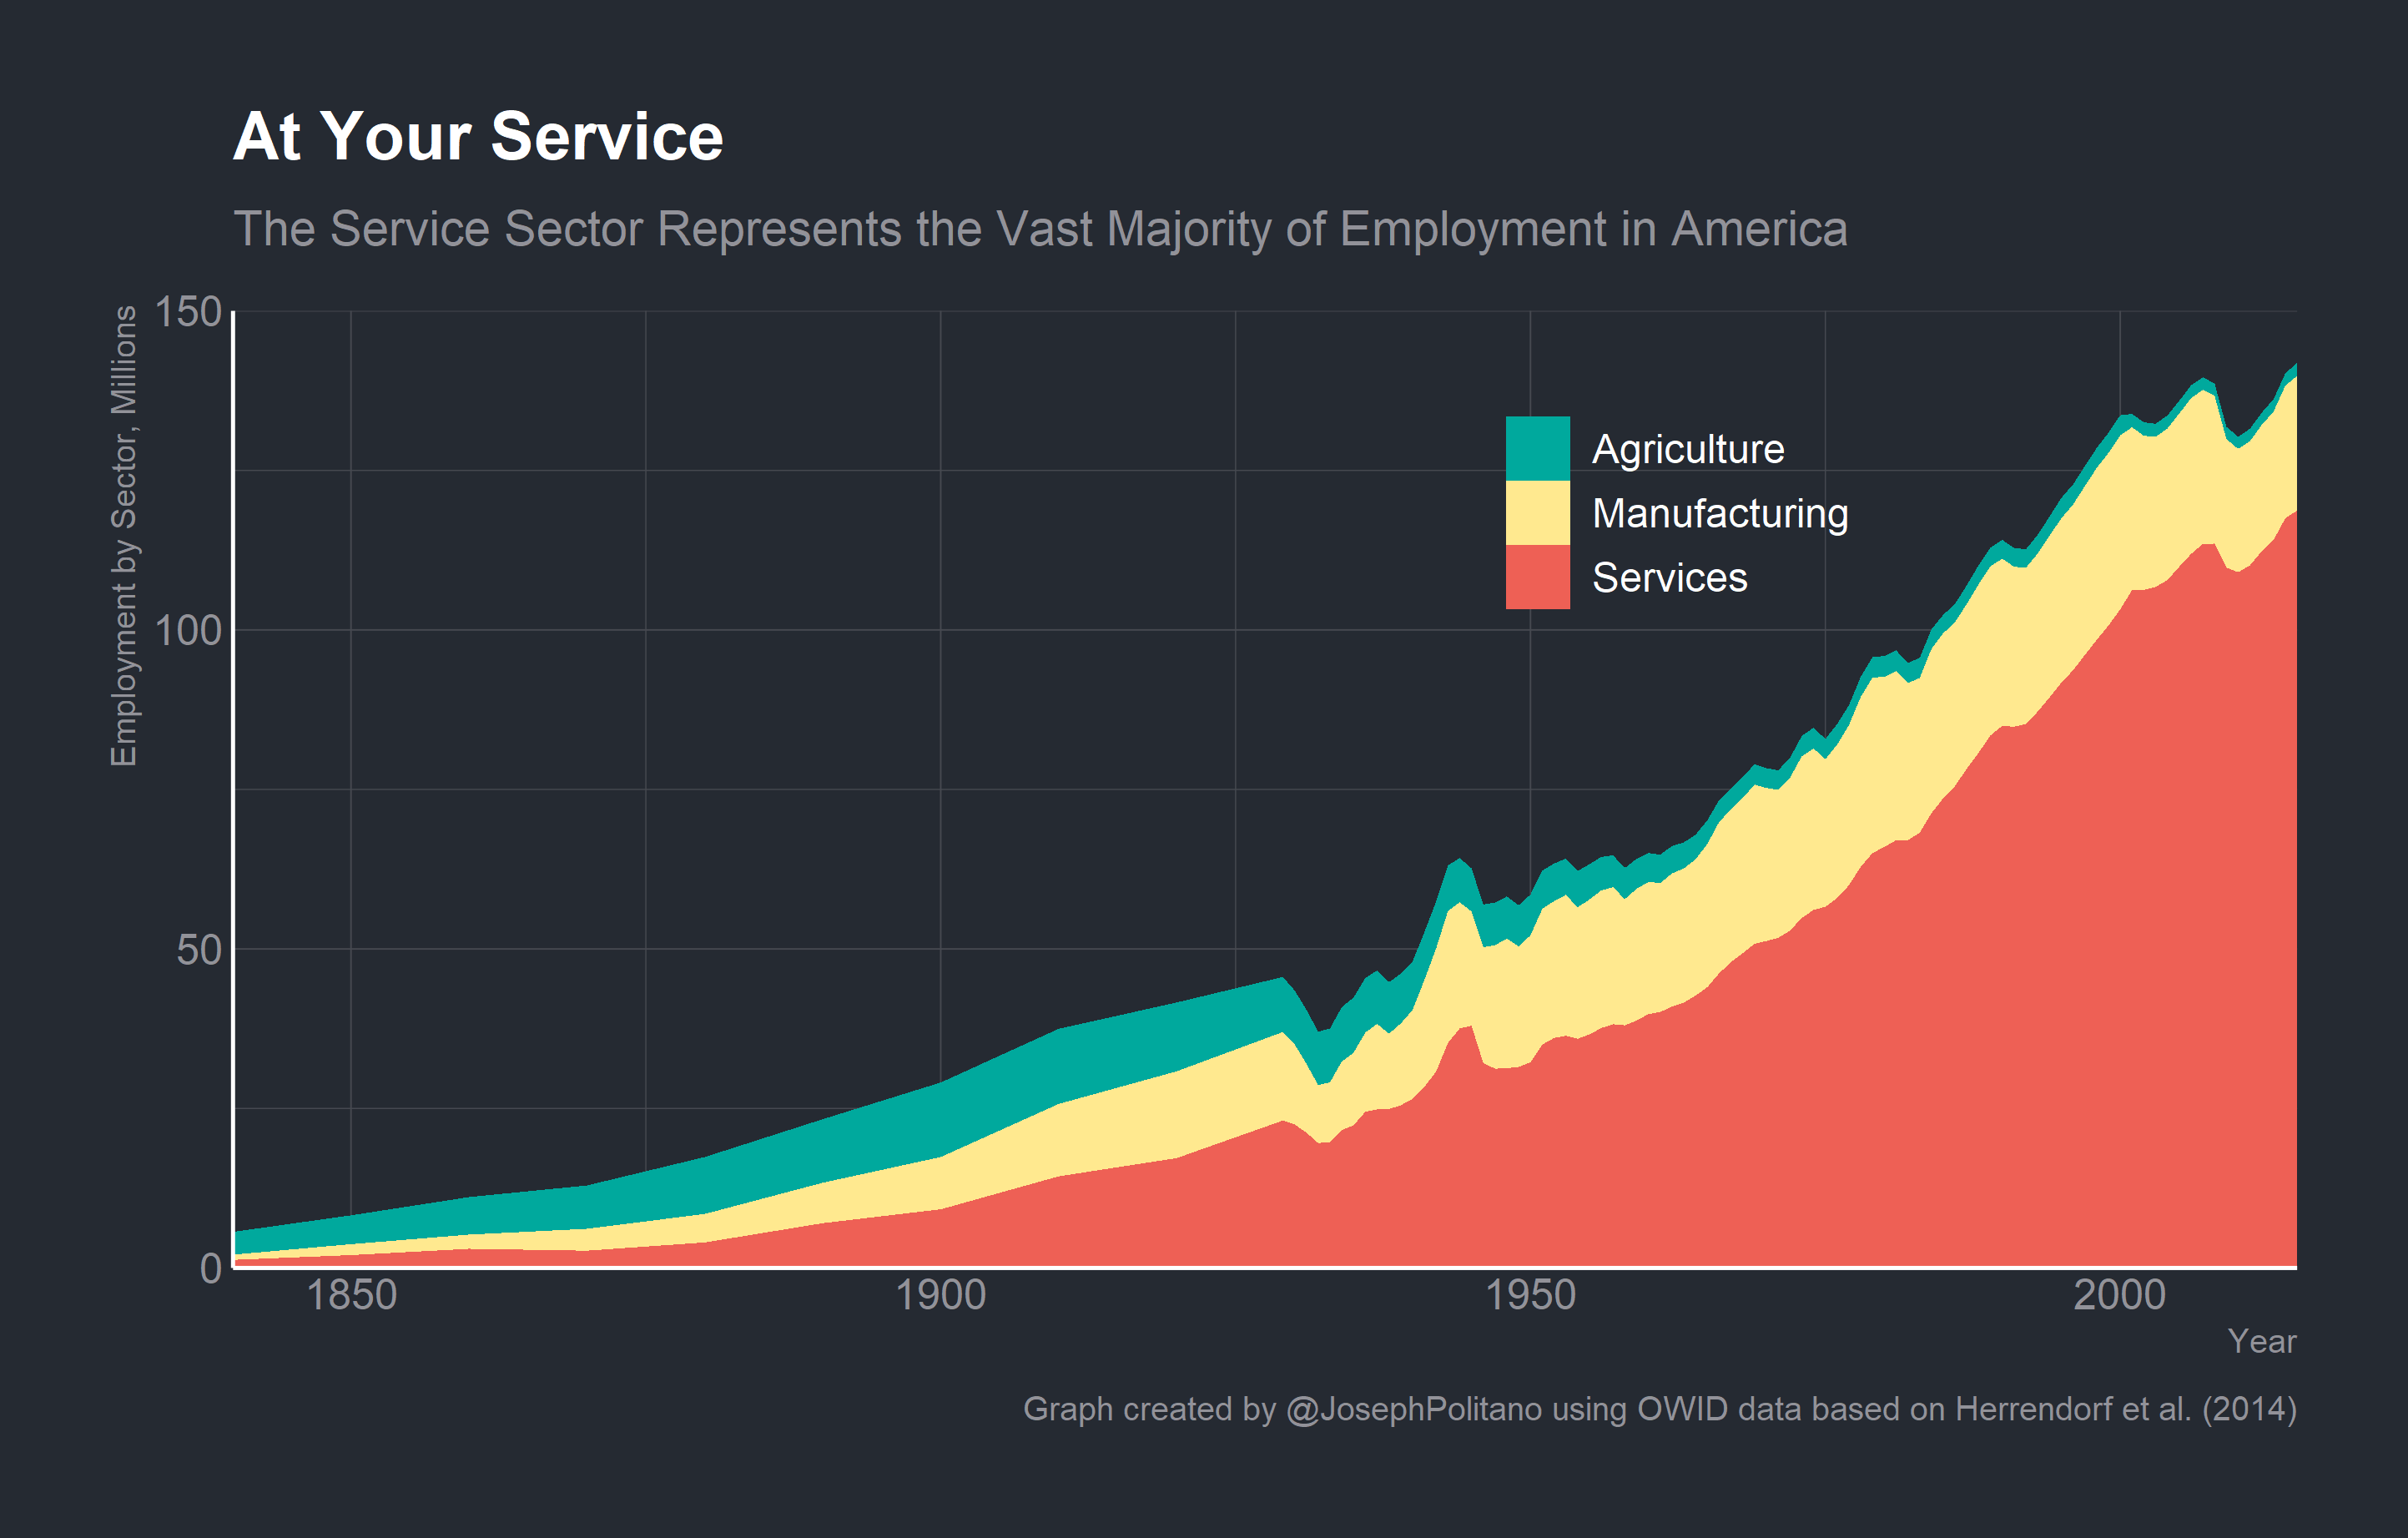 At Your Service
The Service Sector Represents the Vast Majority of Employment in America
Employment by Sector, Millions
150
100
50
0
Agriculture
Manufacturing
Services
1850
1900
1950
2000
Year
Graph created by @JosephPolitano using OWID data based on Herrendorf et al. (2014)